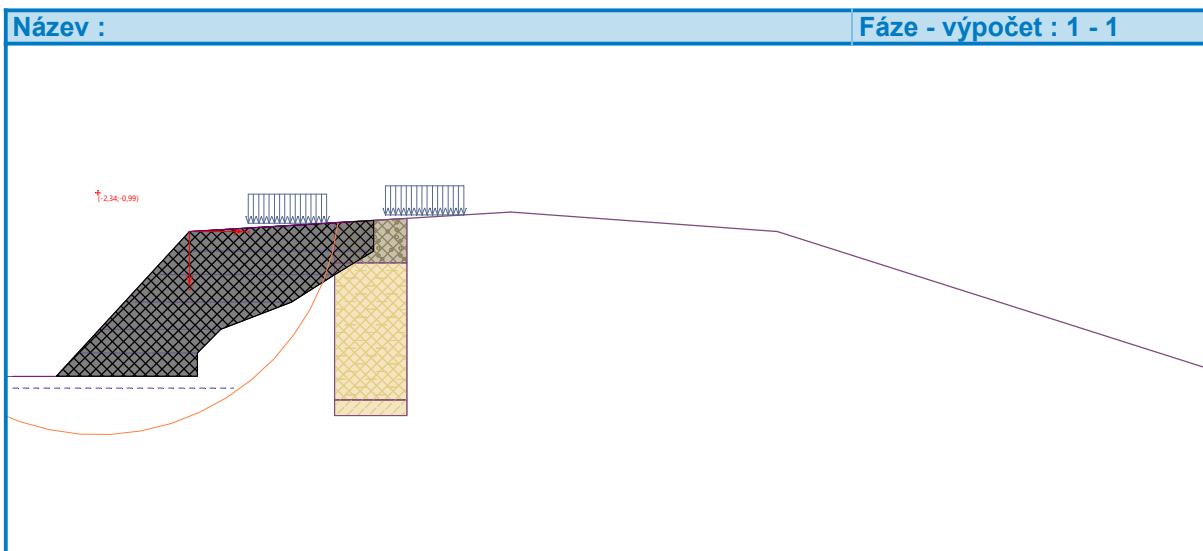 Název :
Fáze - výpočet : 1 - 1
(-2,34;-0,99)